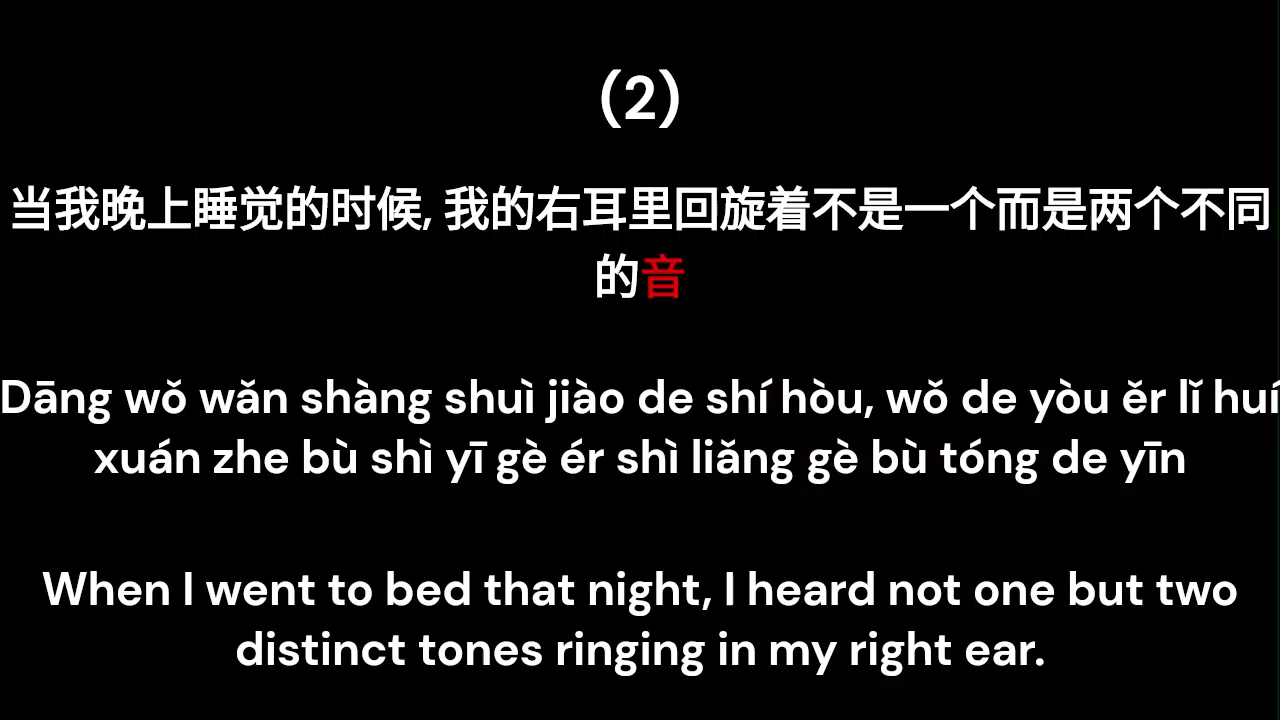 (2)
当我晚上睡觉的时候, 我的右耳里回旋着不是一个而是两个不同
的音
Dāng wǒ wǎn shàng shuì jiào de shí hòu, wǒ de yòu ěr lǐ huí
xuán zhe bù shì yī gè ér shì liǎng gè bù tóng de yīn
When I went to bed that night, I heard not one but two
distinct tones ringing in my right ear.